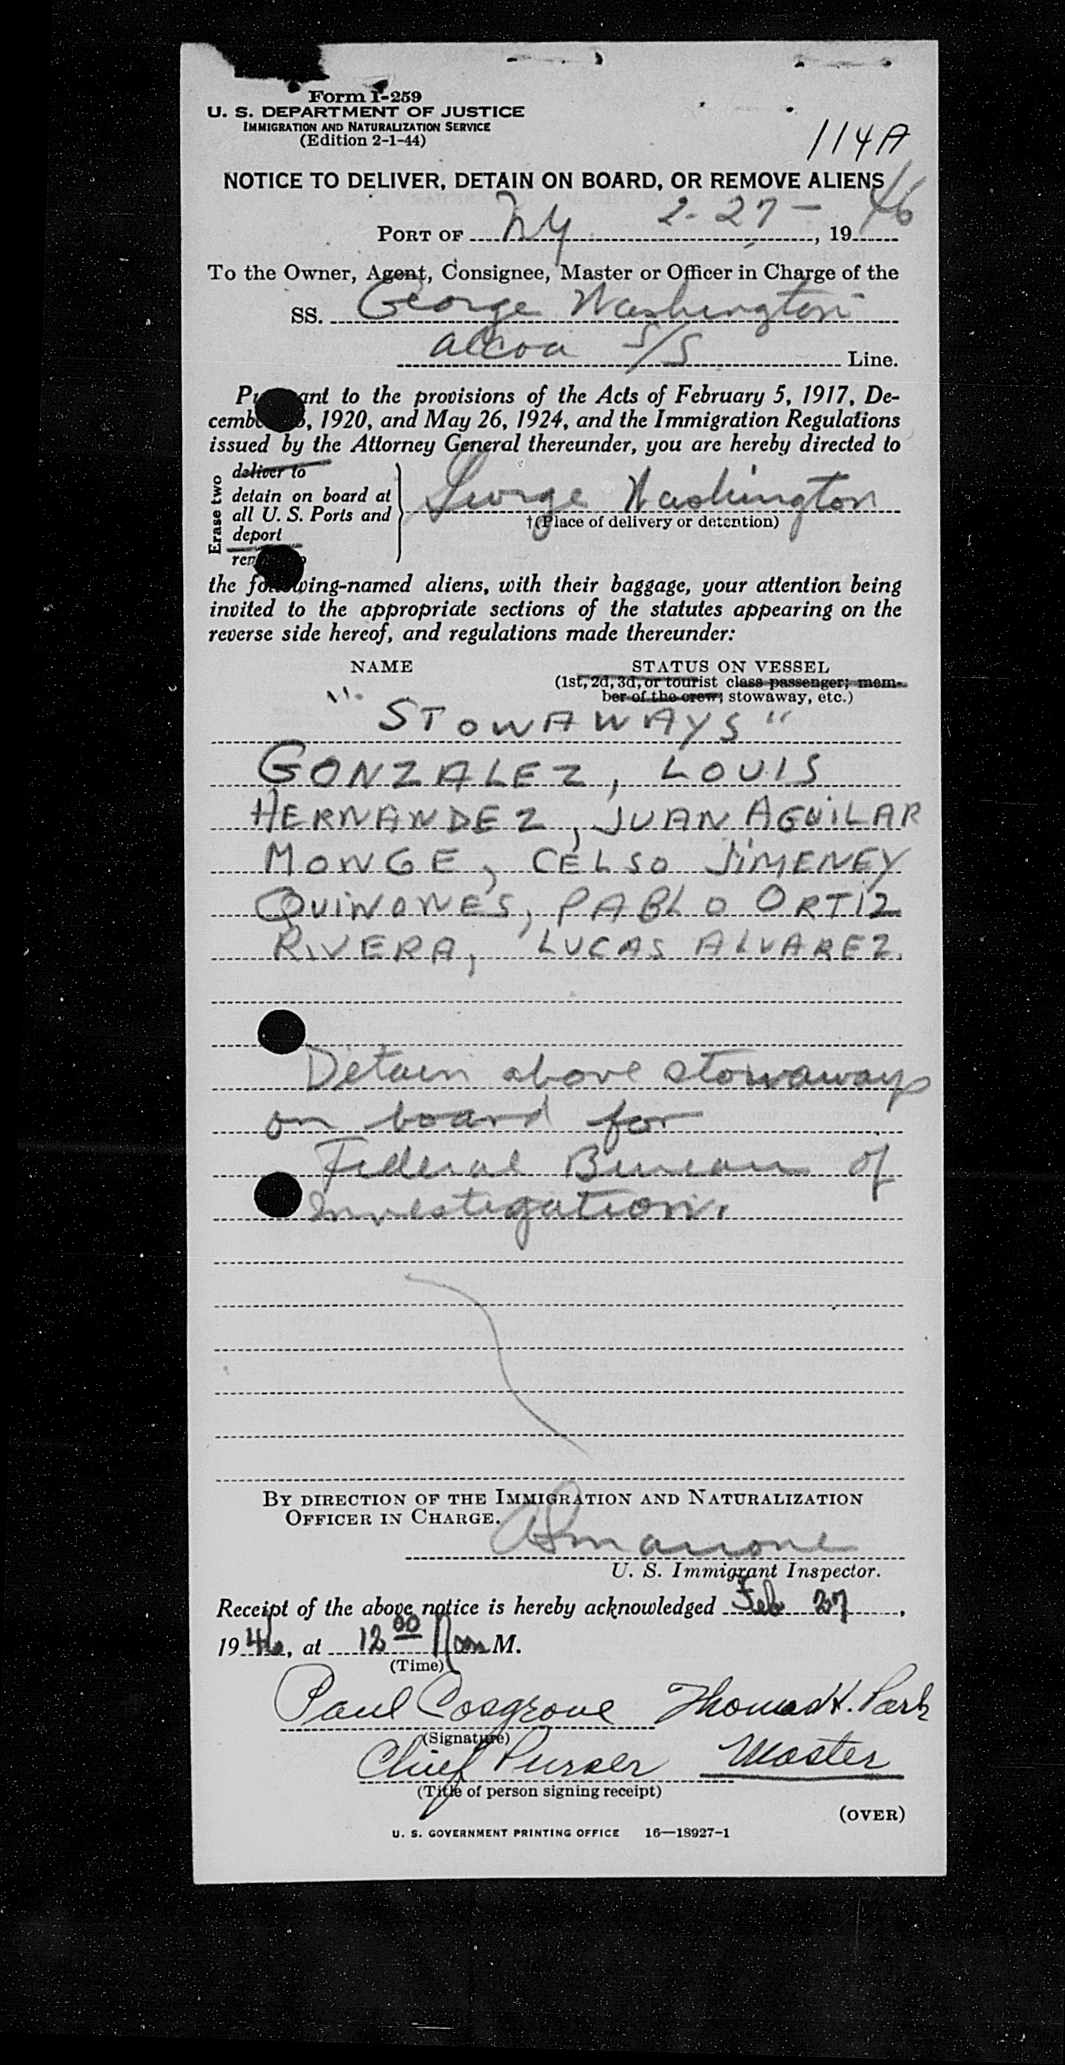 Form I-259
U. S. DEPARTMENT OF JUSTICE
IMMIGRATION AND NATURALIZATION SERVICE
(Edition 2-1-44)
114A
NOTICE TO DELIVER, DETAIN ON BOARD, OR REMOVE ALIENS
PORT OF NY 2-27-, 1946
To the Owner, Agent, Consignee, Master or Officer in Charge of the
SS. George Washington
Alcoa S/S Line.
Pursuant to the provisions of the Acts of February 5, 1917, De-
cember, 1920, and May 26, 1924, and the Immigration Regulations
issued by the Attorney General thereunder, you are hereby directed to
Erase two
deliver to
detain on board at
all U. S. Ports and
deport
George Washington
†(Place of delivery or detention)
the following-named aliens, with their baggage, your attention being
invited to the appropriate sections of the statutes appearing on the
reverse side hereof, and regulations made thereunder:
NAME STATUS ON VESSEL
(1st, 2d, 3d, or tourist class passenger; mem-
ber of the crew; stowaway, etc.)
"STOWAWAYS"
GONZALEZ, LOUIS
HERNANDEZ, JUAN AGUILAR
MONGE, CELSO JIMENEY
QUINONES, PABLO ORTIZ
RIVERA, LUCAS ALVAREZ.
Detain above stowaways
on board for
Federal Bureau of
Investigation.
BY DIRECTION OF THE IMMIGRATION AND NATURALIZATION
OFFICER IN CHARGE.
U. S. Immigrant Inspector.
Receipt of the above notice is hereby acknowledged Feb 27,
1946, at 12 00 Noon M.
(Time)
Paul Cosgrove Thomas H. Park
(Signature)
Chief Purser Master
(Title of person signing receipt)
(OVER)
U. S. GOVERNMENT PRINTING OFFICE 16—18927-1